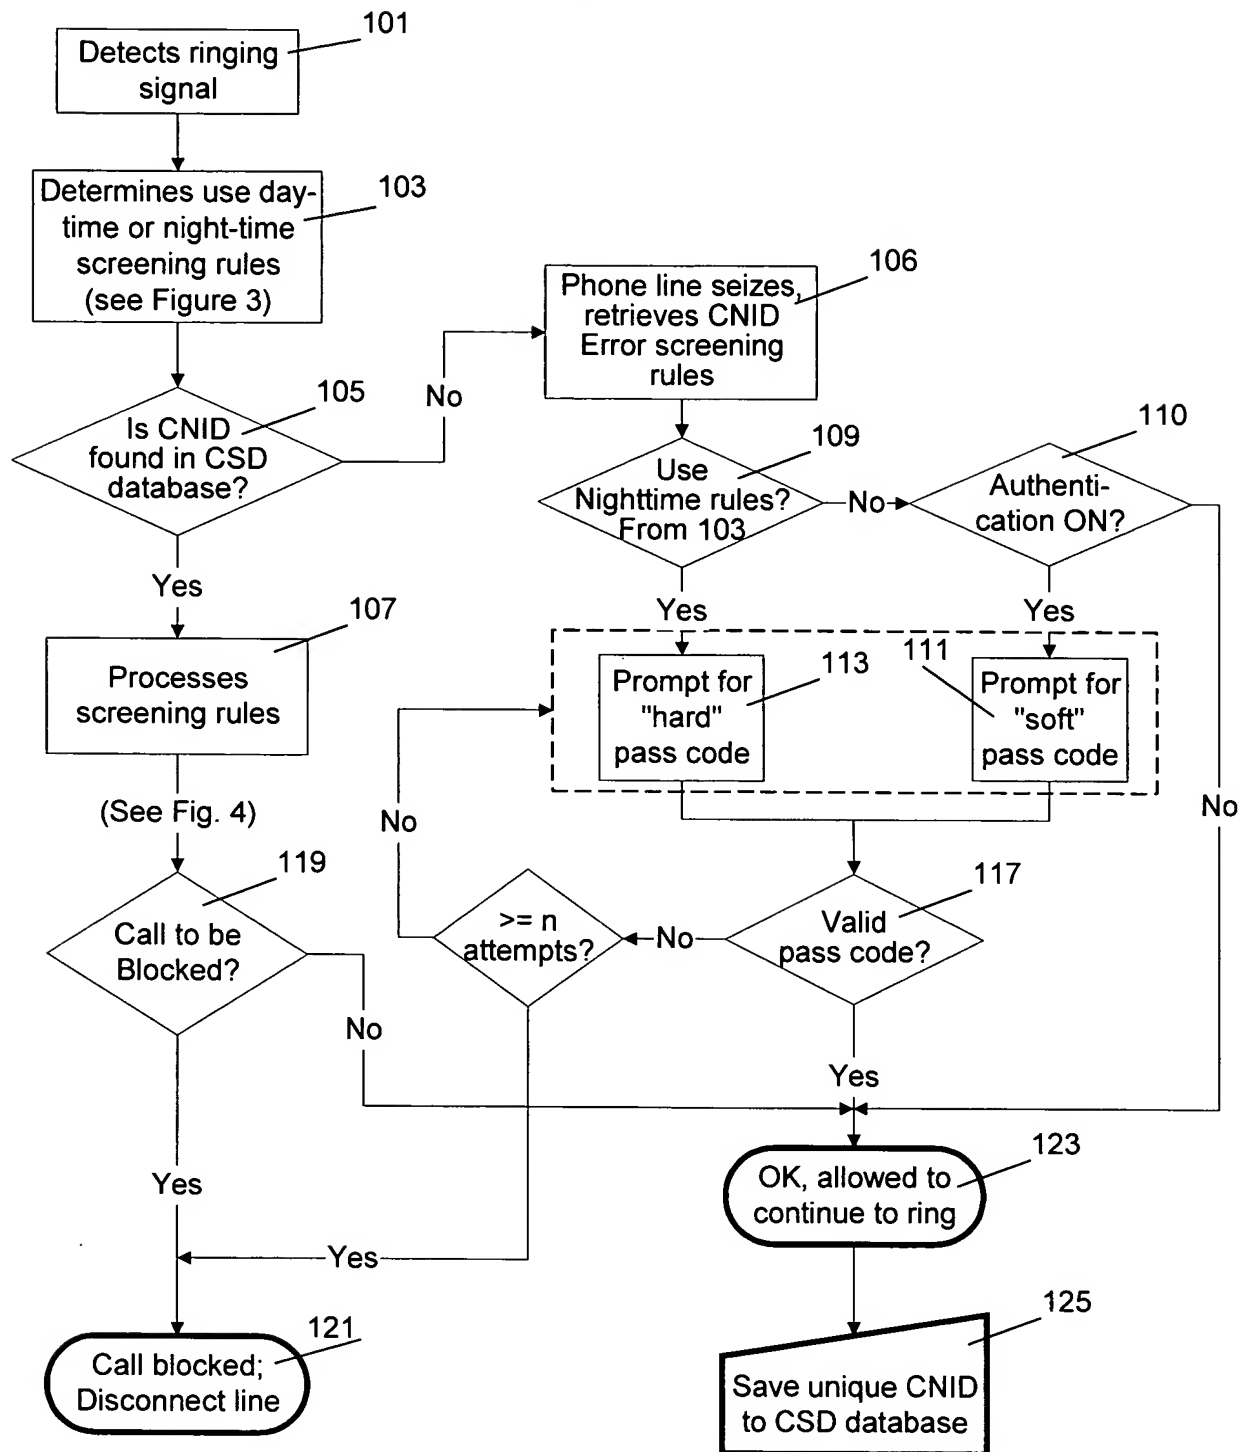 101
Detects ringing
signal
103
Determines use day-
time or night-time
screening rules
(see Figure 3)
106
Phone line seizes,
retrieves CNID
Error screening
rules
105
Is CNID
found in CSD
database?
No
109
Use
Nighttime rules?
From 103
No
110
Authenti-
cation ON?
Yes
Yes
Yes
107
Processes
screening rules
113
Prompt for
"hard"
pass code
111
Prompt for
"soft"
pass code
(See Fig. 4)
No
No
119
Call to be
Blocked?
>= n
attempts?
No
117
Valid
pass code?
No
Yes
Yes
Yes
123
OK, allowed to
continue to ring
121
Call blocked;
Disconnect line
125
Save unique CNID
to CSD database